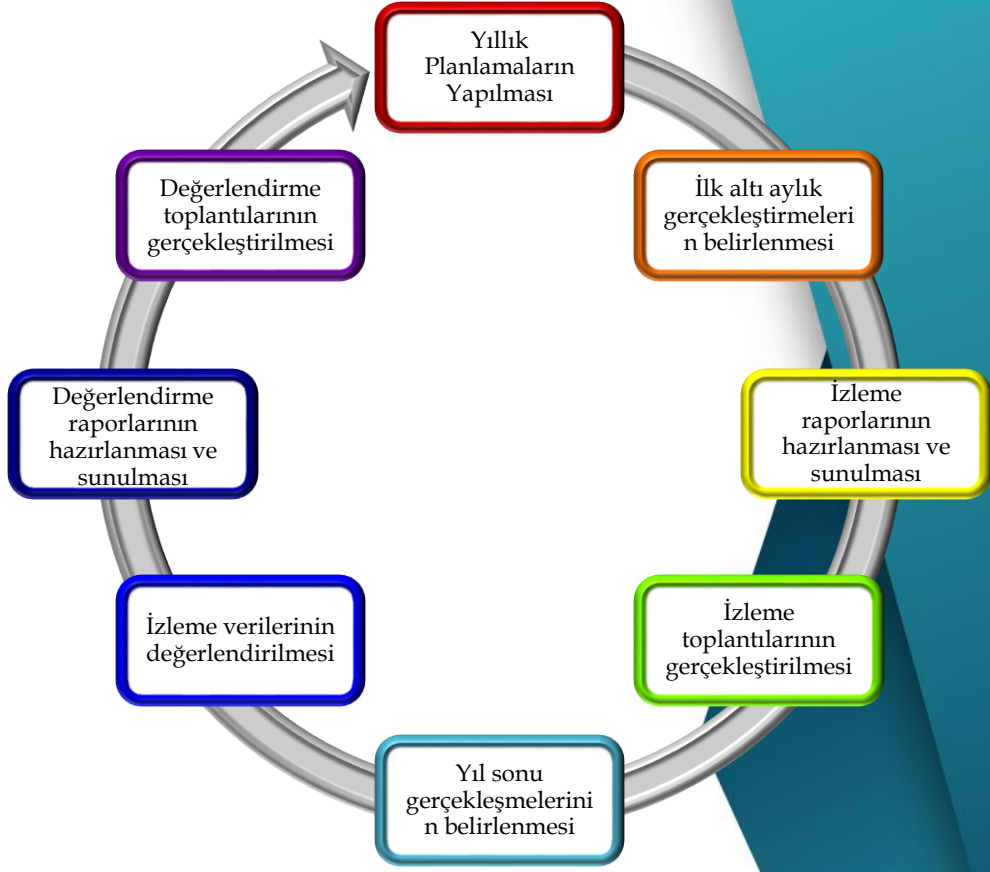 Yıllık
Planlamaların
Yapılması
İlk altı aylık
gerçekleştirmeleri
n belirlenmesi
İzleme
raporlarının
hazırlanması ve
sunulması
İzleme
toplantılarının
gerçekleştirilmesi
Yıl sonu
gerçekleşmelerini
n belirlenmesi
İzleme verilerinin
değerlendirilmesi
Değerlendirme
raporlarının
hazırlanması ve
sunulması
Değerlendirme
toplantılarının
gerçekleştirilmesi